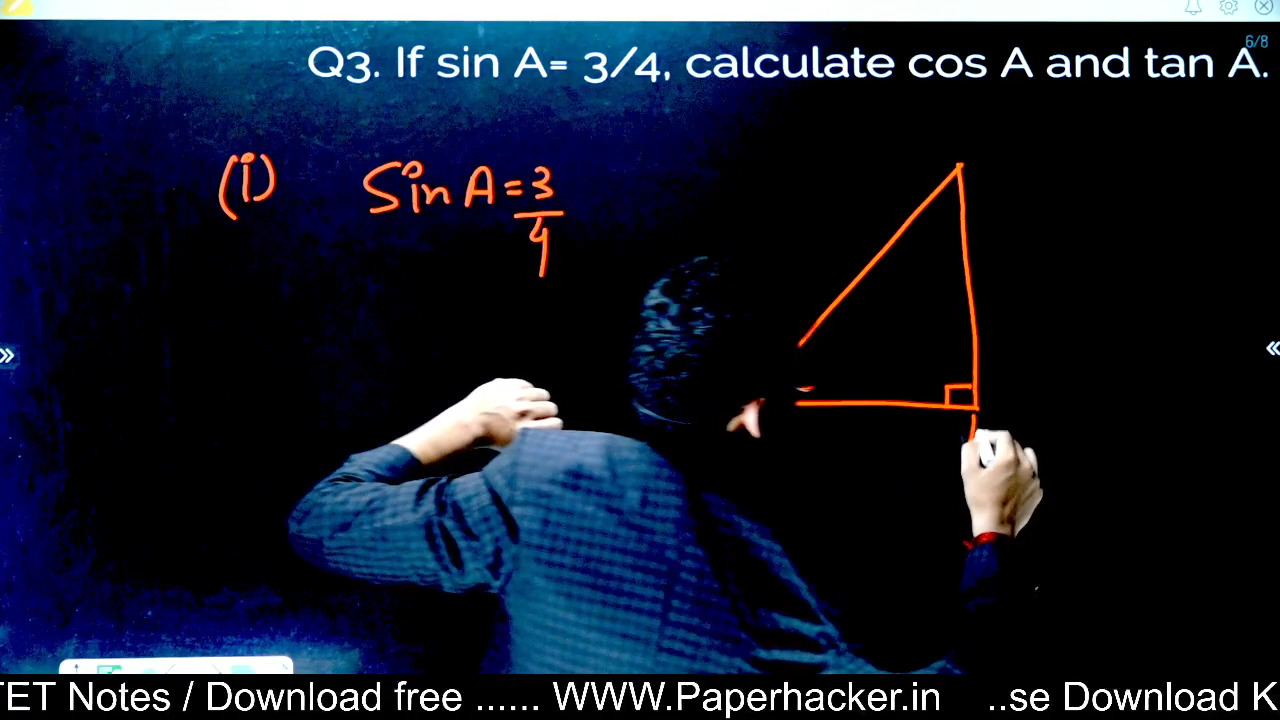 6/8
Q3. If sin A= 3/4, calculate cos A and tan A.
(i) Sin A = 3
4
TET Notes / Download free ...... WWW.Paperhacker.in ..se Download K